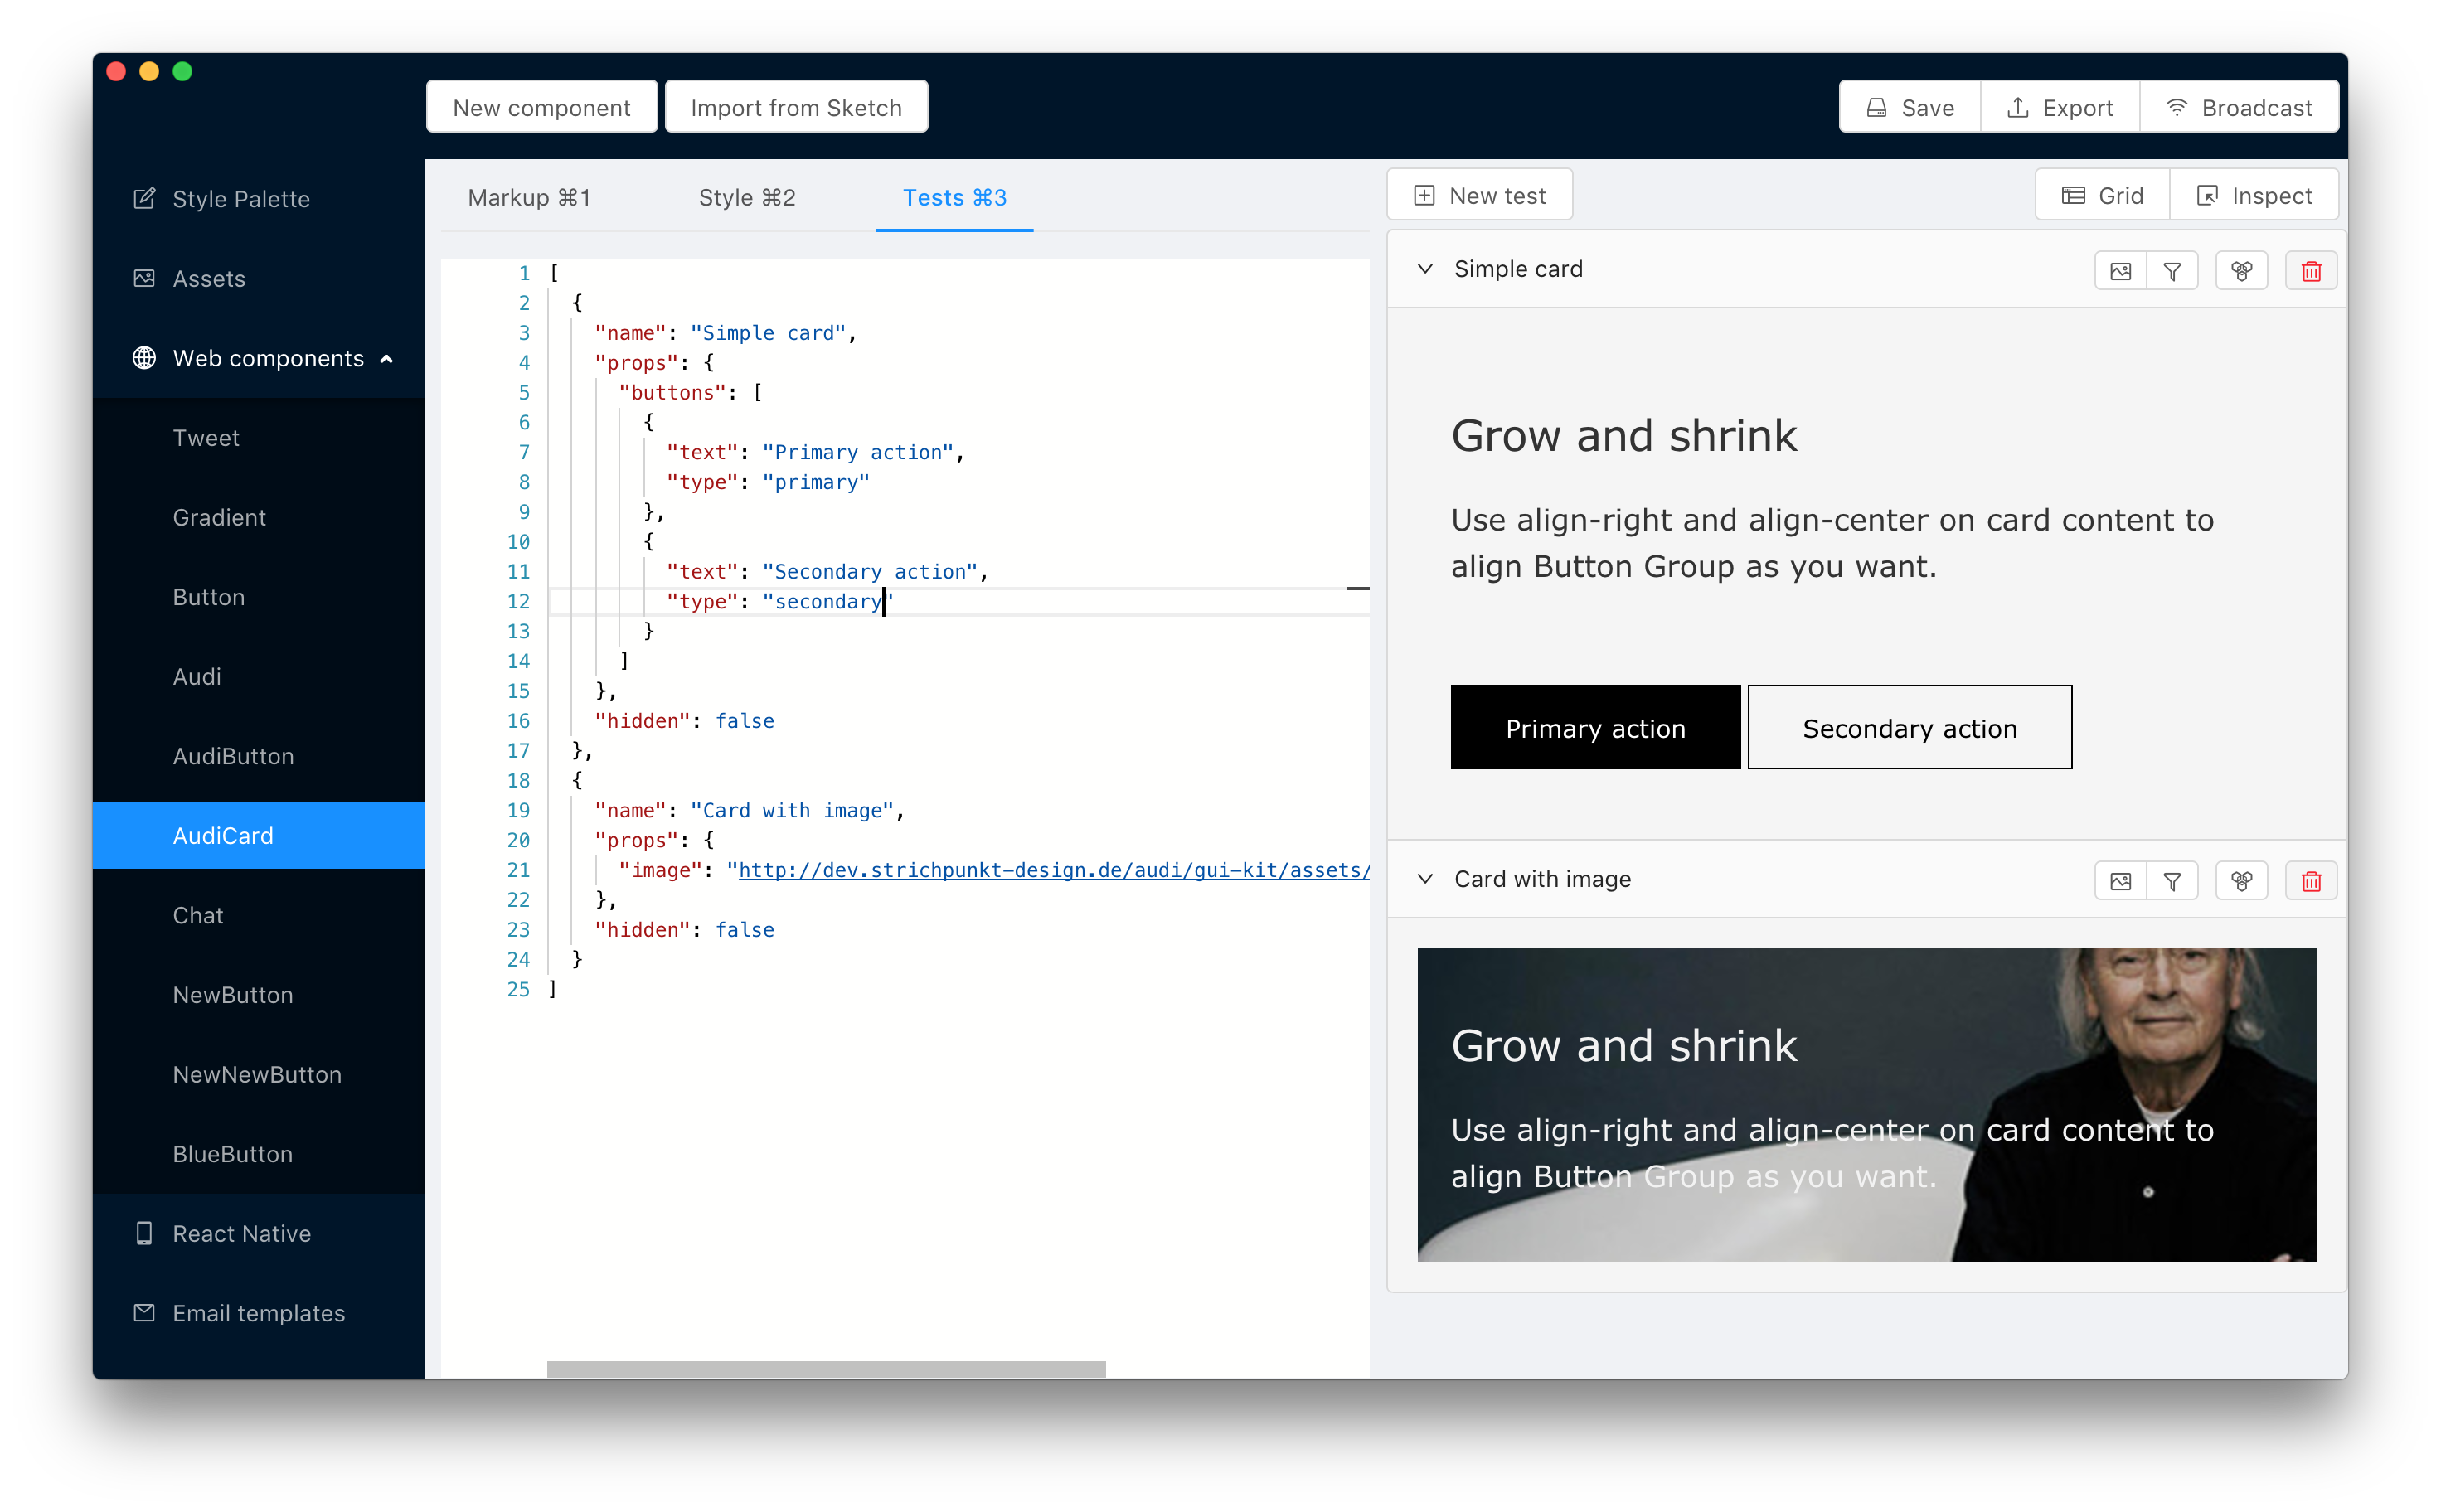 New component
Import from Sketch
Save
Export
Broadcast
Style Palette
Assets
Web components
Tweet
Gradient
Button
Audi
AudiButton
AudiCard
Chat
NewButton
NewNewButton
BlueButton
React Native
Email templates
Markup ⌘1
Style ⌘2
Tests ⌘3
1 [
2 {
3 "name": "Simple card",
4 "props": {
5 "buttons": [
6 {
7 "text": "Primary action",
8 "type": "primary"
9 },
10 {
11 "text": "Secondary action",
12 "type": "secondary"
13 }
14 ]
15 },
16 "hidden": false
17 },
18 {
19 "name": "Card with image",
20 "props": {
21 "image": "http://dev.strichpunkt-design.de/audi/gui-kit/assets/
22 },
23 "hidden": false
24 }
25 ]
New test
Grid
Inspect
Simple card
Grow and shrink
Use align-right and align-center on card content to
align Button Group as you want.
Primary action
Secondary action
Card with image
Grow and shrink
Use align-right and align-center on card content to
align Button Group as you want.